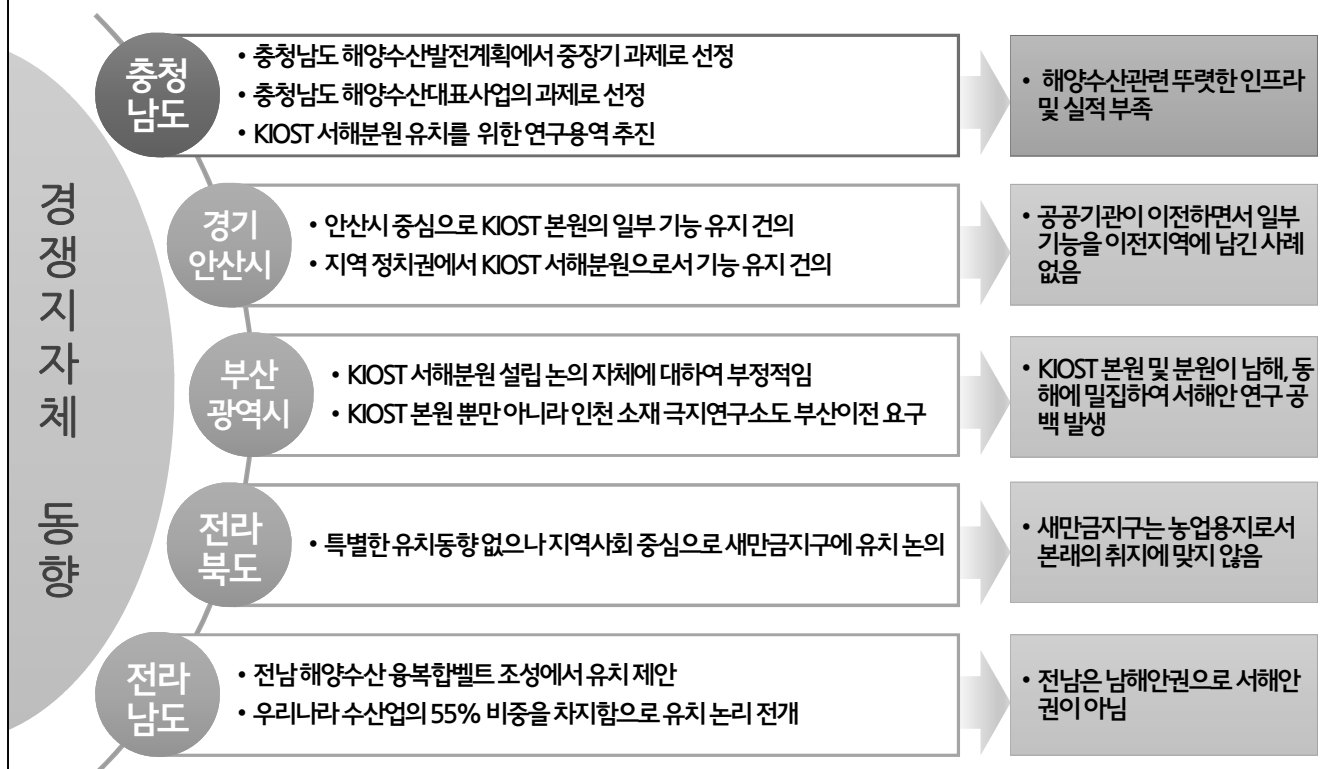 경쟁지자체 동향
충청
남도
• 충청남도 해양수산발전계획에서 중장기 과제로 선정
• 충청남도 해양수산대표사업의 과제로 선정
• KIOST 서해분원 유치를 위한 연구용역 추진
• 해양수산관련 뚜렷한 인프라
및 실적 부족
경기
안산시
• 안산시 중심으로 KIOST 본원의 일부 기능 유지 건의
• 지역 정치권에서 KIOST 서해분원으로서 기능 유지 건의
• 공공기관이 이전하면서 일부
기능을 이전지역에 남긴 사례
없음
부산
광역시
• KIOST 서해분원 설립 논의 자체에 대하여 부정적임
• KIOST 본원 뿐만 아니라 인천 소재 극지연구소도 부산이전 요구
• KIOST 본원 및 분원이 남해, 동
해에 밀집하여 서해안 연구 공
백 발생
전라
북도
• 특별한 유치동향 없으나 지역사회 중심으로 새만금지구에 유치 논의
• 새만금지구는 농업용지로서
본래의 취지에 맞지 않음
전라
남도
• 전남 해양수산 융복합벨트 조성에서 유치 제안
• 우리나라 수산업의 55% 비중을 차지함으로 유치 논리 전개
• 전남은 남해안권으로 서해안
권이 아님